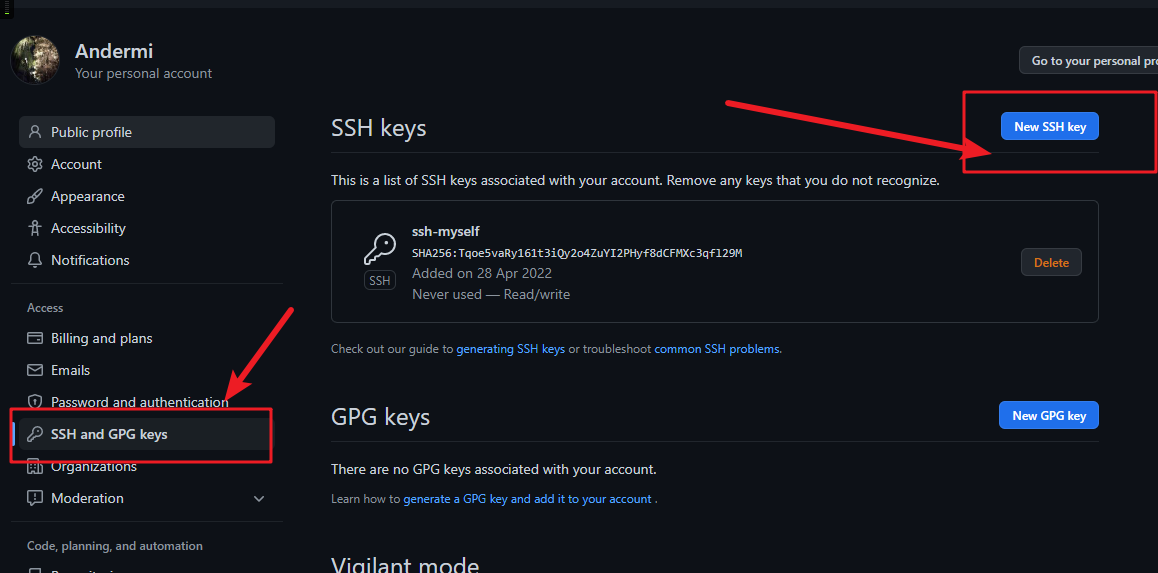 Andermi
Your personal account
Go to your personal
Public profile
Account
Appearance
Accessibility
Notifications
Access
Billing and plans
Emails
Password and authentication
SSH and GPG keys
Organizations
Moderation
Code, planning, and automation
SSH keys
New SSH key
This is a list of SSH keys associated with your account. Remove any keys that you do not recognize.
ssh-myself
SHA256:Tqoe5vaRy161t3iQy2o4ZuYI2PHyf8dCFMXc3qfl29M
SSH
Added on 28 Apr 2022
Never used — Read/write
Delete
Check out our guide to generating SSH keys or troubleshoot common SSH problems.
GPG keys
New GPG key
There are no GPG keys associated with your account.
Learn how to generate a GPG key and add it to your account .
Vigilant mode